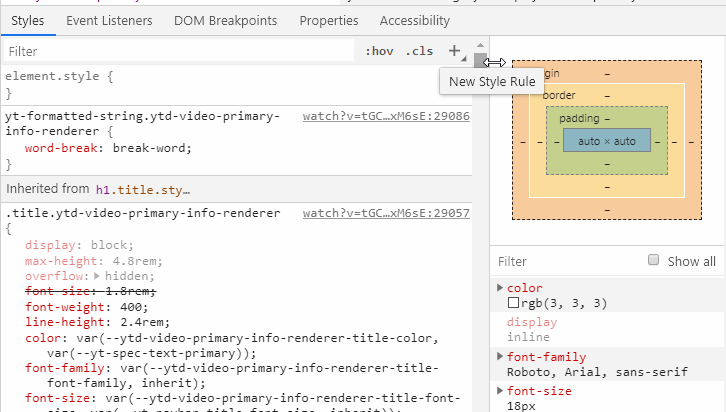 Styles Event Listeners DOM Breakpoints Properties Accessibility
Filter :hov .cls +
New Style Rule
element.style {
}
yt-formatted-string.ytd-video-primary- watch?v=tGC…xM6sE:29086
info-renderer {
word-break: break-word;
}
Inherited from h1.title.sty…
.title.ytd-video-primary-info-renderer watch?v=tGC…xM6sE:29057
{
display: block;
max-height: 4.8rem;
overflow: hidden;
font-size: 1.8rem;
font-weight: 400;
line-height: 2.4rem;
color: var(--ytd-video-primary-info-renderer-title-color,
var(--yt-spec-text-primary));
font-family: var(--ytd-video-primary-info-renderer-title-
font-family, inherit);
font-size: var(--ytd-video-primary-info-renderer-title-font-
–
border –
padding –
– – – auto × auto – – –
–
–
–
Filter Show all
color
rgb(3, 3, 3)
display
inline
font-family
Roboto, Arial, sans-serif
font-size
18px